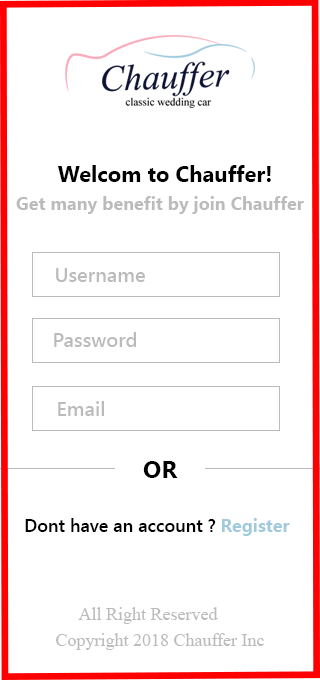 Chauffer
classic wedding car
Welcom to Chauffer!
Get many benefit by join Chauffer
Username
Password
Email
OR
Dont have an account ? Register
All Right Reserved
Copyright 2018 Chauffer Inc